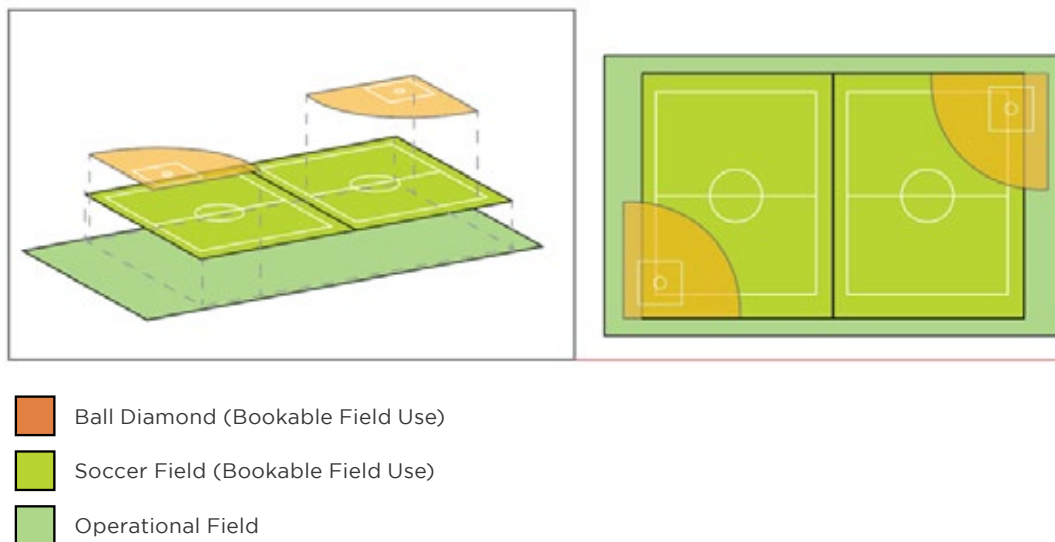 Ball Diamond (Bookable Field Use)
Soccer Field (Bookable Field Use)
Operational Field